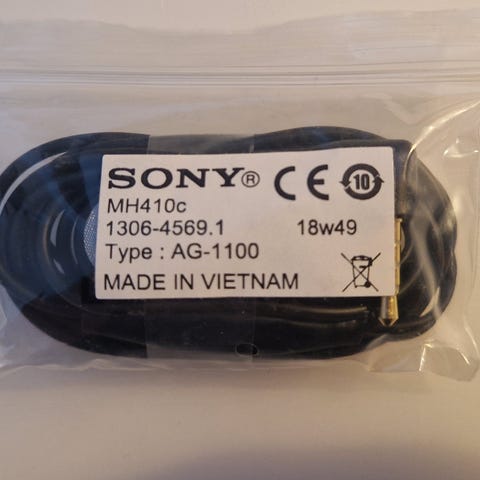 SONY® CE 10
MH410c
1306-4569.1 18w49
Type : AG-1100
MADE IN VIETNAM